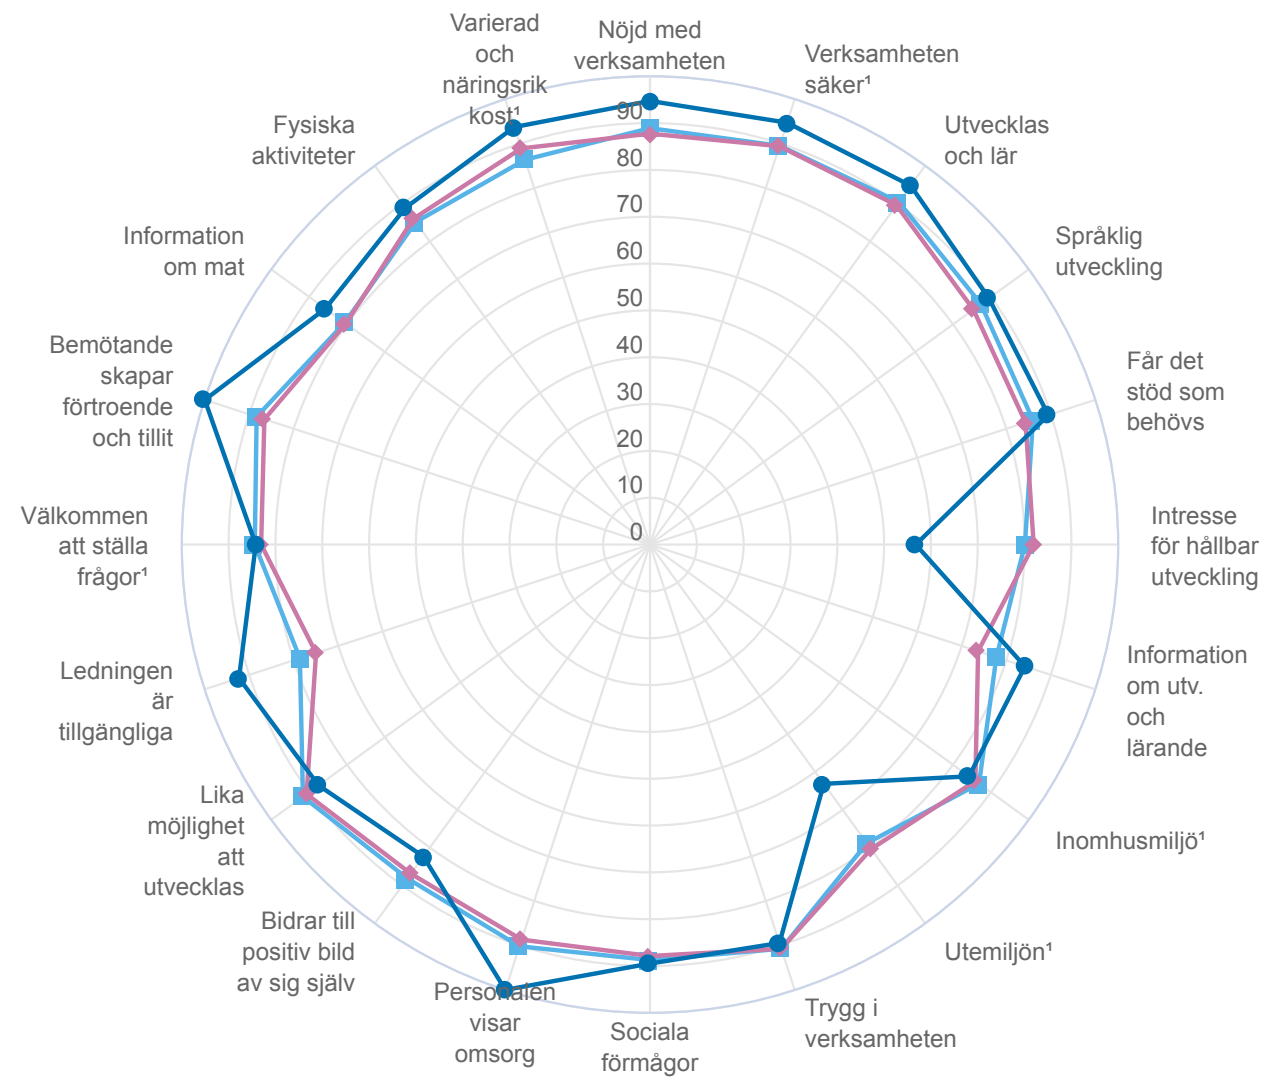 Nöjd med
verksamheten
Verksamheten
säker¹
Utvecklas
och lär
Språklig
utveckling
Får det
stöd som
behövs
Intresse
för hållbar
utveckling
Information
om utv.
och
lärande
Inomhusmiljö¹
Utemiljön¹
Trygg i
verksamheten
Sociala
förmågor
Personalen
visar
omsorg
Bidrar till
positiv bild
av sig själv
Lika
möjlighet
att
utvecklas
Ledningen
är
tillgängliga
Välkommen
att ställa
frågor¹
Bemötande
skapar
förtroende
och tillit
Information
om mat
Fysiska
aktiviteter
Varierad
och
näringsrik
kost¹
90
80
70
60
50
40
30
20
10
0